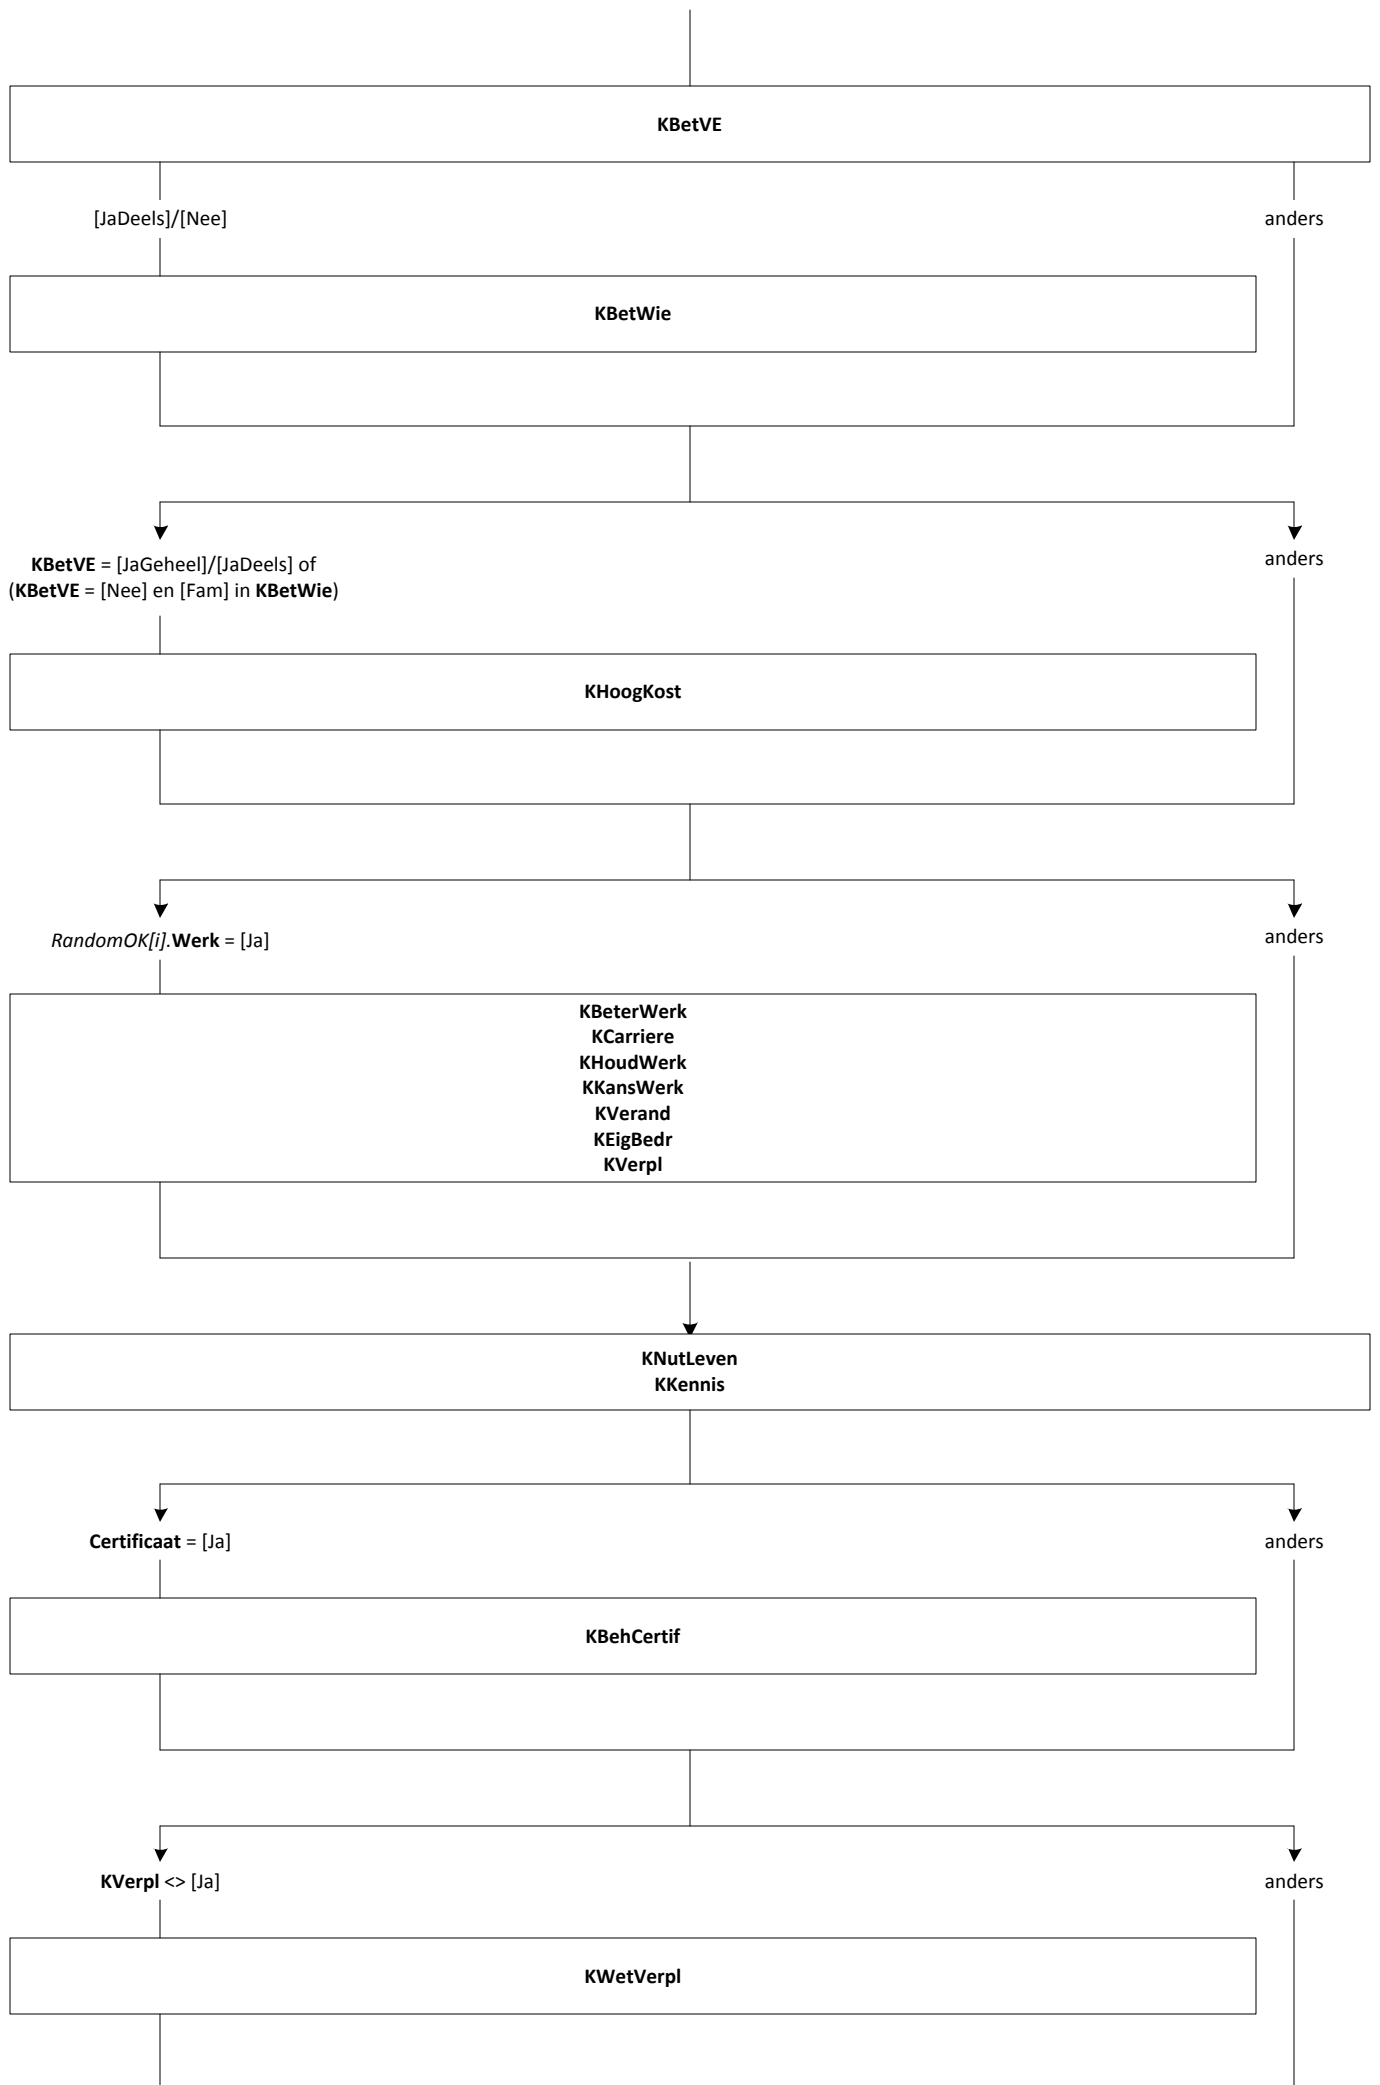 KBetVE
[JaDeels]/[Nee]
anders
KBetWie
KBetVE = [JaGeheel]/[JaDeels] of
(KBetVE = [Nee] en [Fam] in KBetWie)
anders
KHoogKost
RandomOK[i].Werk = [Ja]
anders
KBeterWerk
KCarriere
KHoudWerk
KKansWerk
KVerand
KEigBedr
KVerpl
KNutLeven
KKennis
Certificaat = [Ja]
anders
KBehCertif
KVerpl <> [Ja]
anders
KWetVerpl